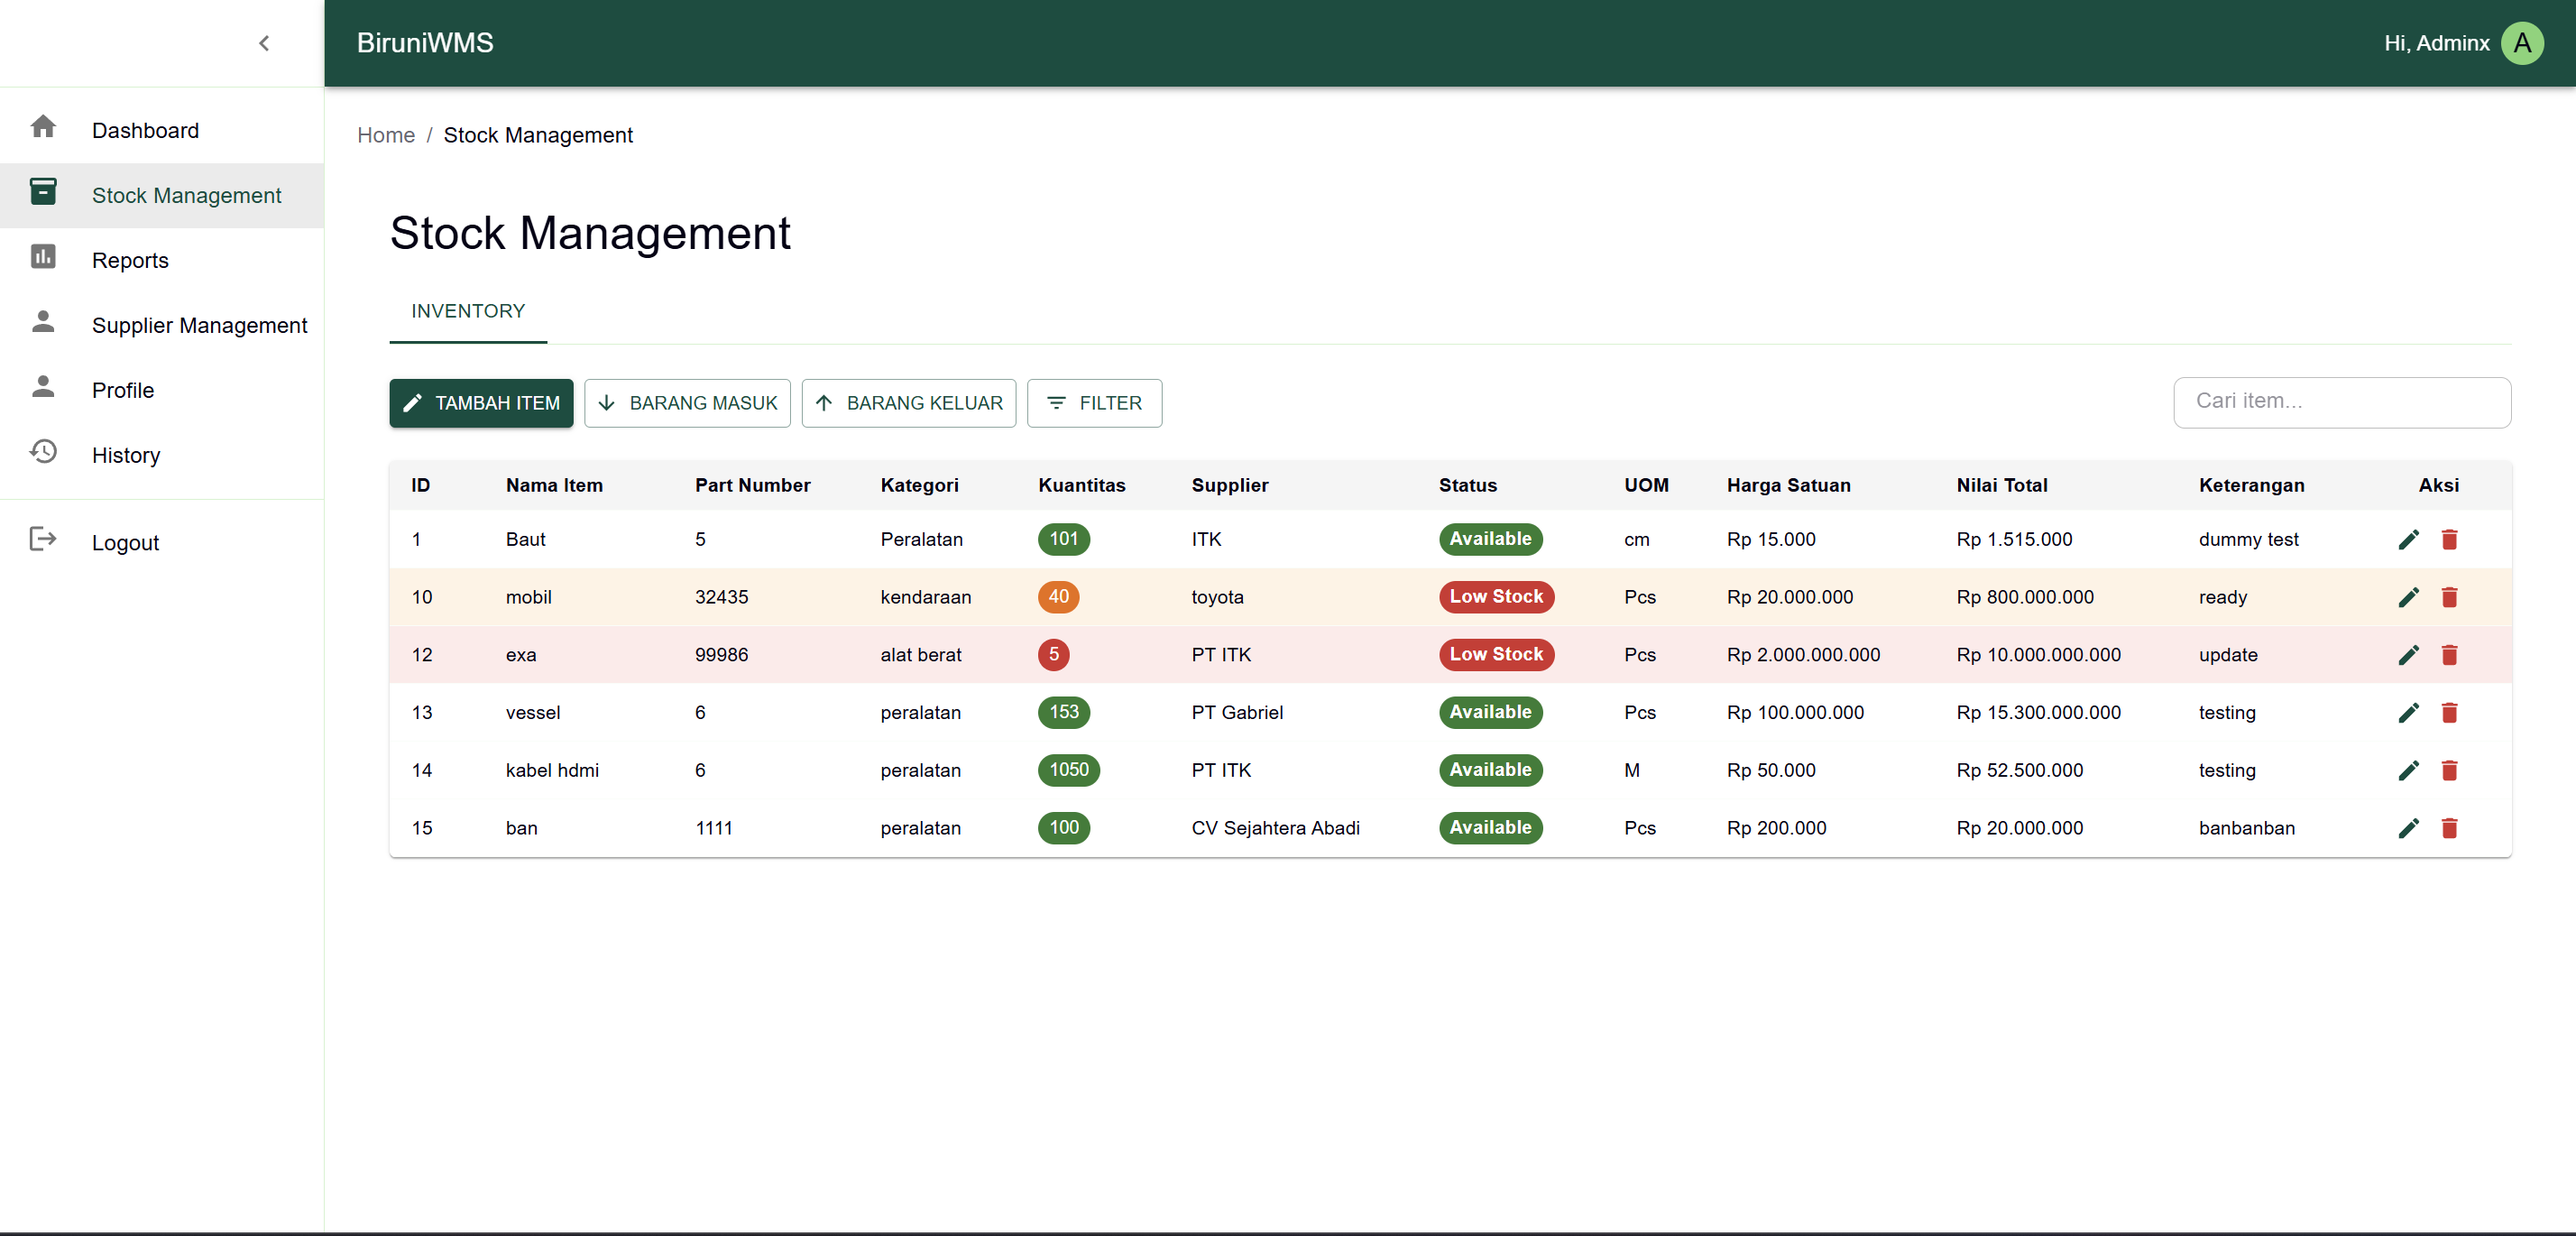 BiruniWMS
Hi, Adminx A
Dashboard
Stock Management
Reports
Supplier Management
Profile
History
Logout
Home / Stock Management
Stock Management
INVENTORY
TAMBAH ITEM BARANG MASUK BARANG KELUAR FILTER Cari item...
ID Nama Item Part Number Kategori Kuantitas Supplier Status UOM Harga Satuan Nilai Total Keterangan Aksi
1 Baut 5 Peralatan 101 ITK Available cm Rp 15.000 Rp 1.515.000 dummy test
10 mobil 32435 kendaraan 40 toyota Low Stock Pcs Rp 20.000.000 Rp 800.000.000 ready
12 exa 99986 alat berat 5 PT ITK Low Stock Pcs Rp 2.000.000.000 Rp 10.000.000.000 update
13 vessel 6 peralatan 153 PT Gabriel Available Pcs Rp 100.000.000 Rp 15.300.000.000 testing
14 kabel hdmi 6 peralatan 1050 PT ITK Available M Rp 50.000 Rp 52.500.000 testing
15 ban 1111 peralatan 100 CV Sejahtera Abadi Available Pcs Rp 200.000 Rp 20.000.000 banbanban